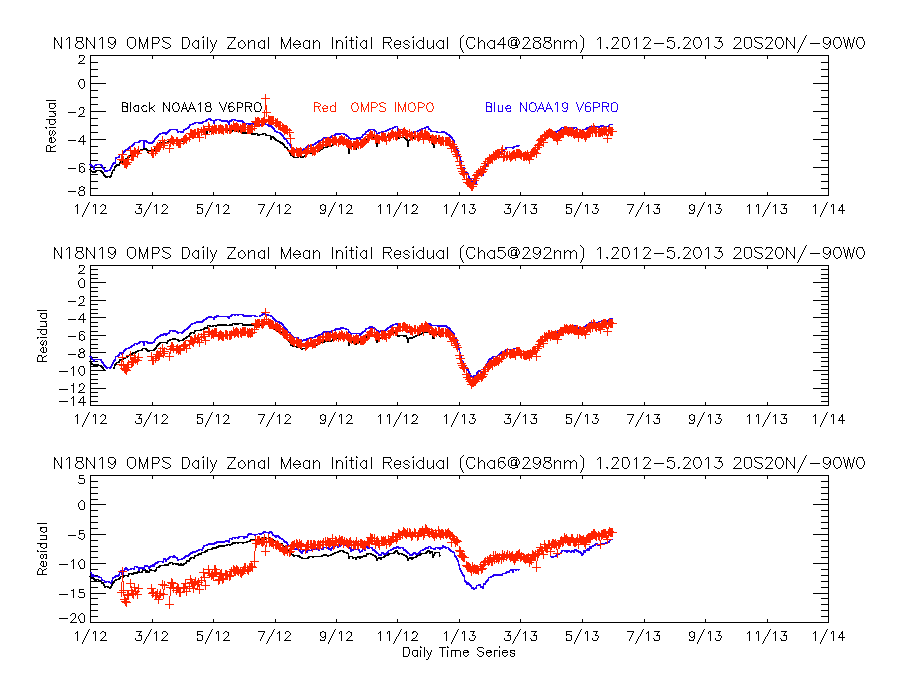 N18N19 OMPS Daily Zonal Mean Initial Residual (Cha4@288nm) 1.2012-5.2013 20S20N/-90W0
2
0
-2
-4
-6
-8
Residual
Black NOAA18 V6PRO Red OMPS IMOPO Blue NOAA19 V6PRO
1/12 3/12 5/12 7/12 9/12 11/12 1/13 3/13 5/13 7/13 9/13 11/13 1/14
N18N19 OMPS Daily Zonal Mean Initial Residual (Cha5@292nm) 1.2012-5.2013 20S20N/-90W0
2
0
-2
-4
-6
-8
-10
-12
-14
Residual
1/12 3/12 5/12 7/12 9/12 11/12 1/13 3/13 5/13 7/13 9/13 11/13 1/14
N18N19 OMPS Daily Zonal Mean Initial Residual (Cha6@298nm) 1.2012-5.2013 20S20N/-90W0
5
0
-5
-10
-15
-20
Residual
1/12 3/12 5/12 7/12 9/12 11/12 1/13 3/13 5/13 7/13 9/13 11/13 1/14
Daily Time Series